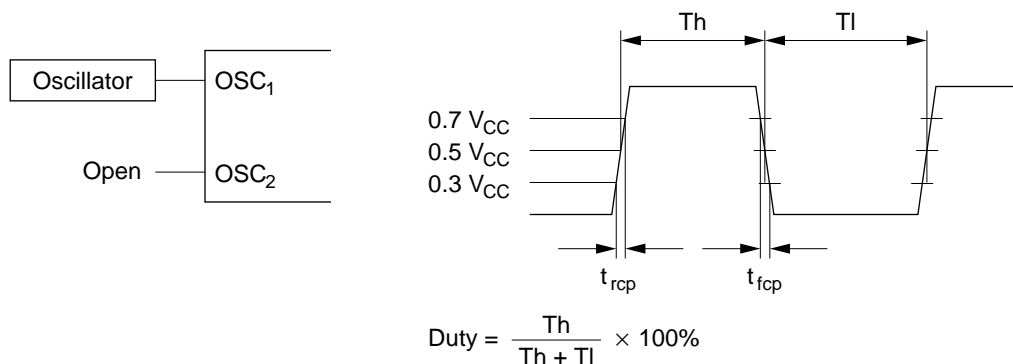 Oscillator
OSC1
Open
OSC2
Th
Tl
0.7 VCC
0.5 VCC
0.3 VCC
trcp
tfcp
Duty = Th / Th + Tl × 100%